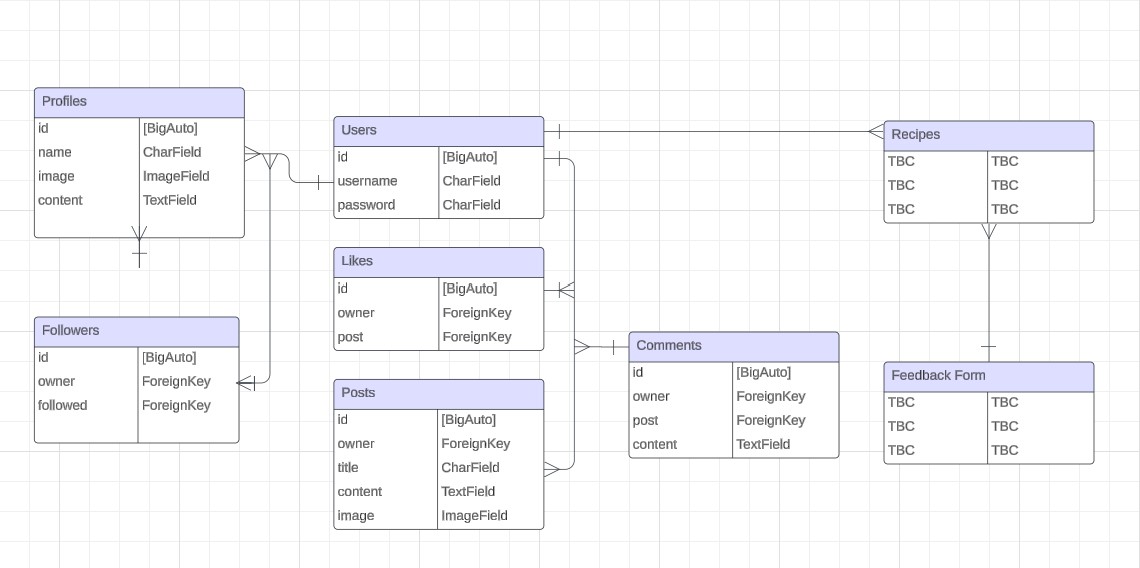 Profiles
id [BigAuto]
name CharField
image ImageField
content TextField
Users
id [BigAuto]
username CharField
password CharField
Recipes
TBC TBC
TBC TBC
TBC TBC
Likes
id [BigAuto]
owner ForeignKey
post ForeignKey
Followers
id [BigAuto]
owner ForeignKey
followed ForeignKey
Comments
id [BigAuto]
owner ForeignKey
post ForeignKey
content TextField
Posts
id [BigAuto]
owner ForeignKey
title CharField
content TextField
image ImageField
Feedback Form
TBC TBC
TBC TBC
TBC TBC